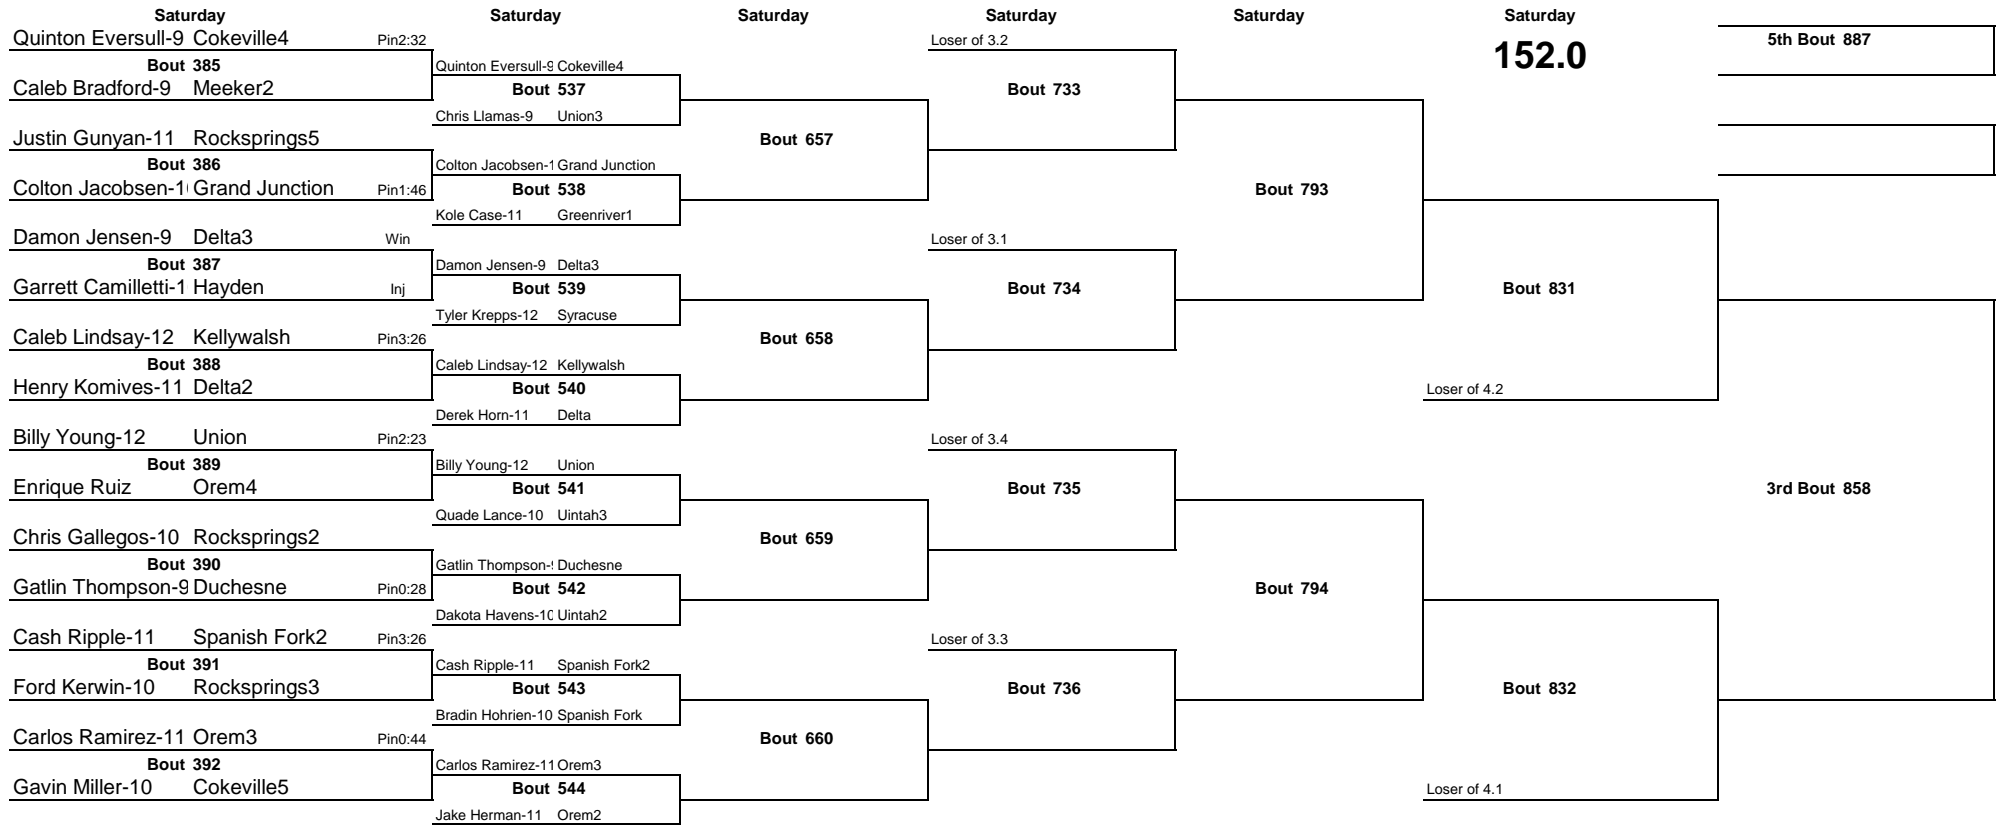 Saturday Saturday Saturday Saturday Saturday Saturday
Quinton Eversull-9 Cokeville4 Pin2:32
Bout 385
Caleb Bradford-9 Meeker2
Justin Gunyan-11 Rocksprings5
Bout 386
Colton Jacobsen-1 Grand Junction Pin1:46
Damon Jensen-9 Delta3 Win
Bout 387
Garrett Camilletti-1 Hayden Inj
Caleb Lindsay-12 Kellywalsh Pin3:26
Bout 388
Henry Komives-11 Delta2
Billy Young-12 Union Pin2:23
Bout 389
Enrique Ruiz Orem4
Chris Gallegos-10 Rocksprings2
Bout 390
Gatlin Thompson-9 Duchesne Pin0:28
Cash Ripple-11 Spanish Fork2 Pin3:26
Bout 391
Ford Kerwin-10 Rocksprings3
Carlos Ramirez-11 Orem3 Pin0:44
Bout 392
Gavin Miller-10 Cokeville5
Quinton Eversull-9 Cokeville4
Bout 537
Chris Llamas-9 Union3
Colton Jacobsen-1 Grand Junction
Bout 538
Kole Case-11 Greenriver1
Damon Jensen-9 Delta3
Bout 539
Tyler Krepps-12 Syracuse
Caleb Lindsay-12 Kellywalsh
Bout 540
Derek Horn-11 Delta
Billy Young-12 Union
Bout 541
Quade Lance-10 Uintah3
Gatlin Thompson- Duchesne
Bout 542
Dakota Havens-10 Uintah2
Cash Ripple-11 Spanish Fork2
Bout 543
Bradin Hohrien-10 Spanish Fork
Carlos Ramirez-11 Orem3
Bout 544
Jake Herman-11 Orem2
Bout 657
Bout 658
Bout 659
Bout 660
Loser of 3.2
Bout 733
Loser of 3.1
Bout 734
Loser of 3.4
Bout 735
Loser of 3.3
Bout 736
Bout 793
Bout 794
152.0
Bout 831
Loser of 4.2
Bout 832
Loser of 4.1
5th Bout 887
3rd Bout 858